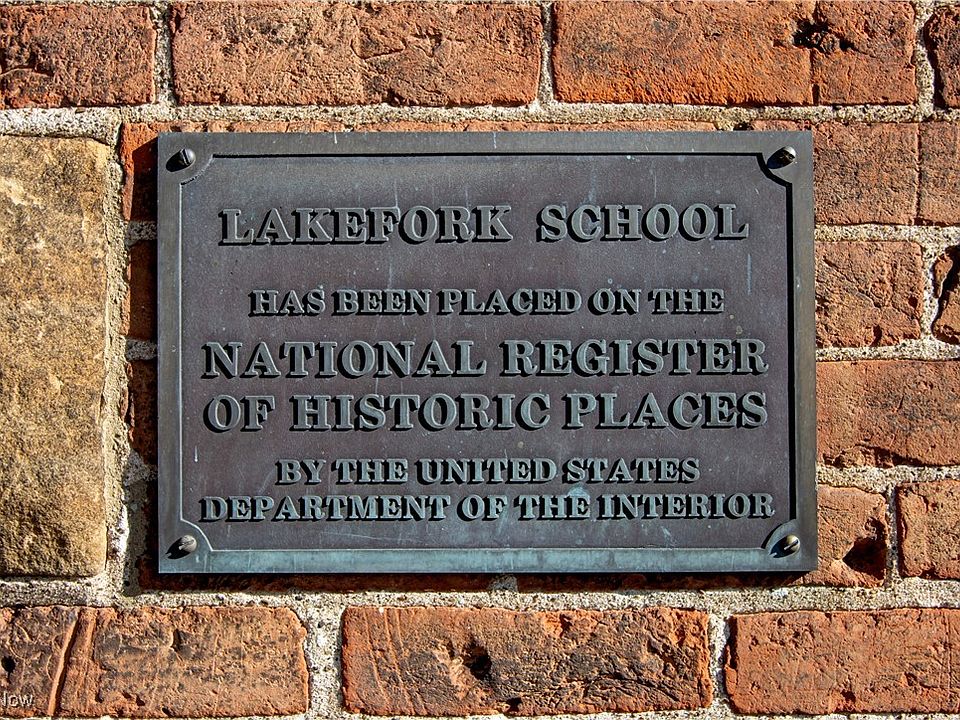 LAKEFORK SCHOOL
HAS BEEN PLACED ON THE
NATIONAL REGISTER
OF HISTORIC PLACES
BY THE UNITED STATES
DEPARTMENT OF THE INTERIOR